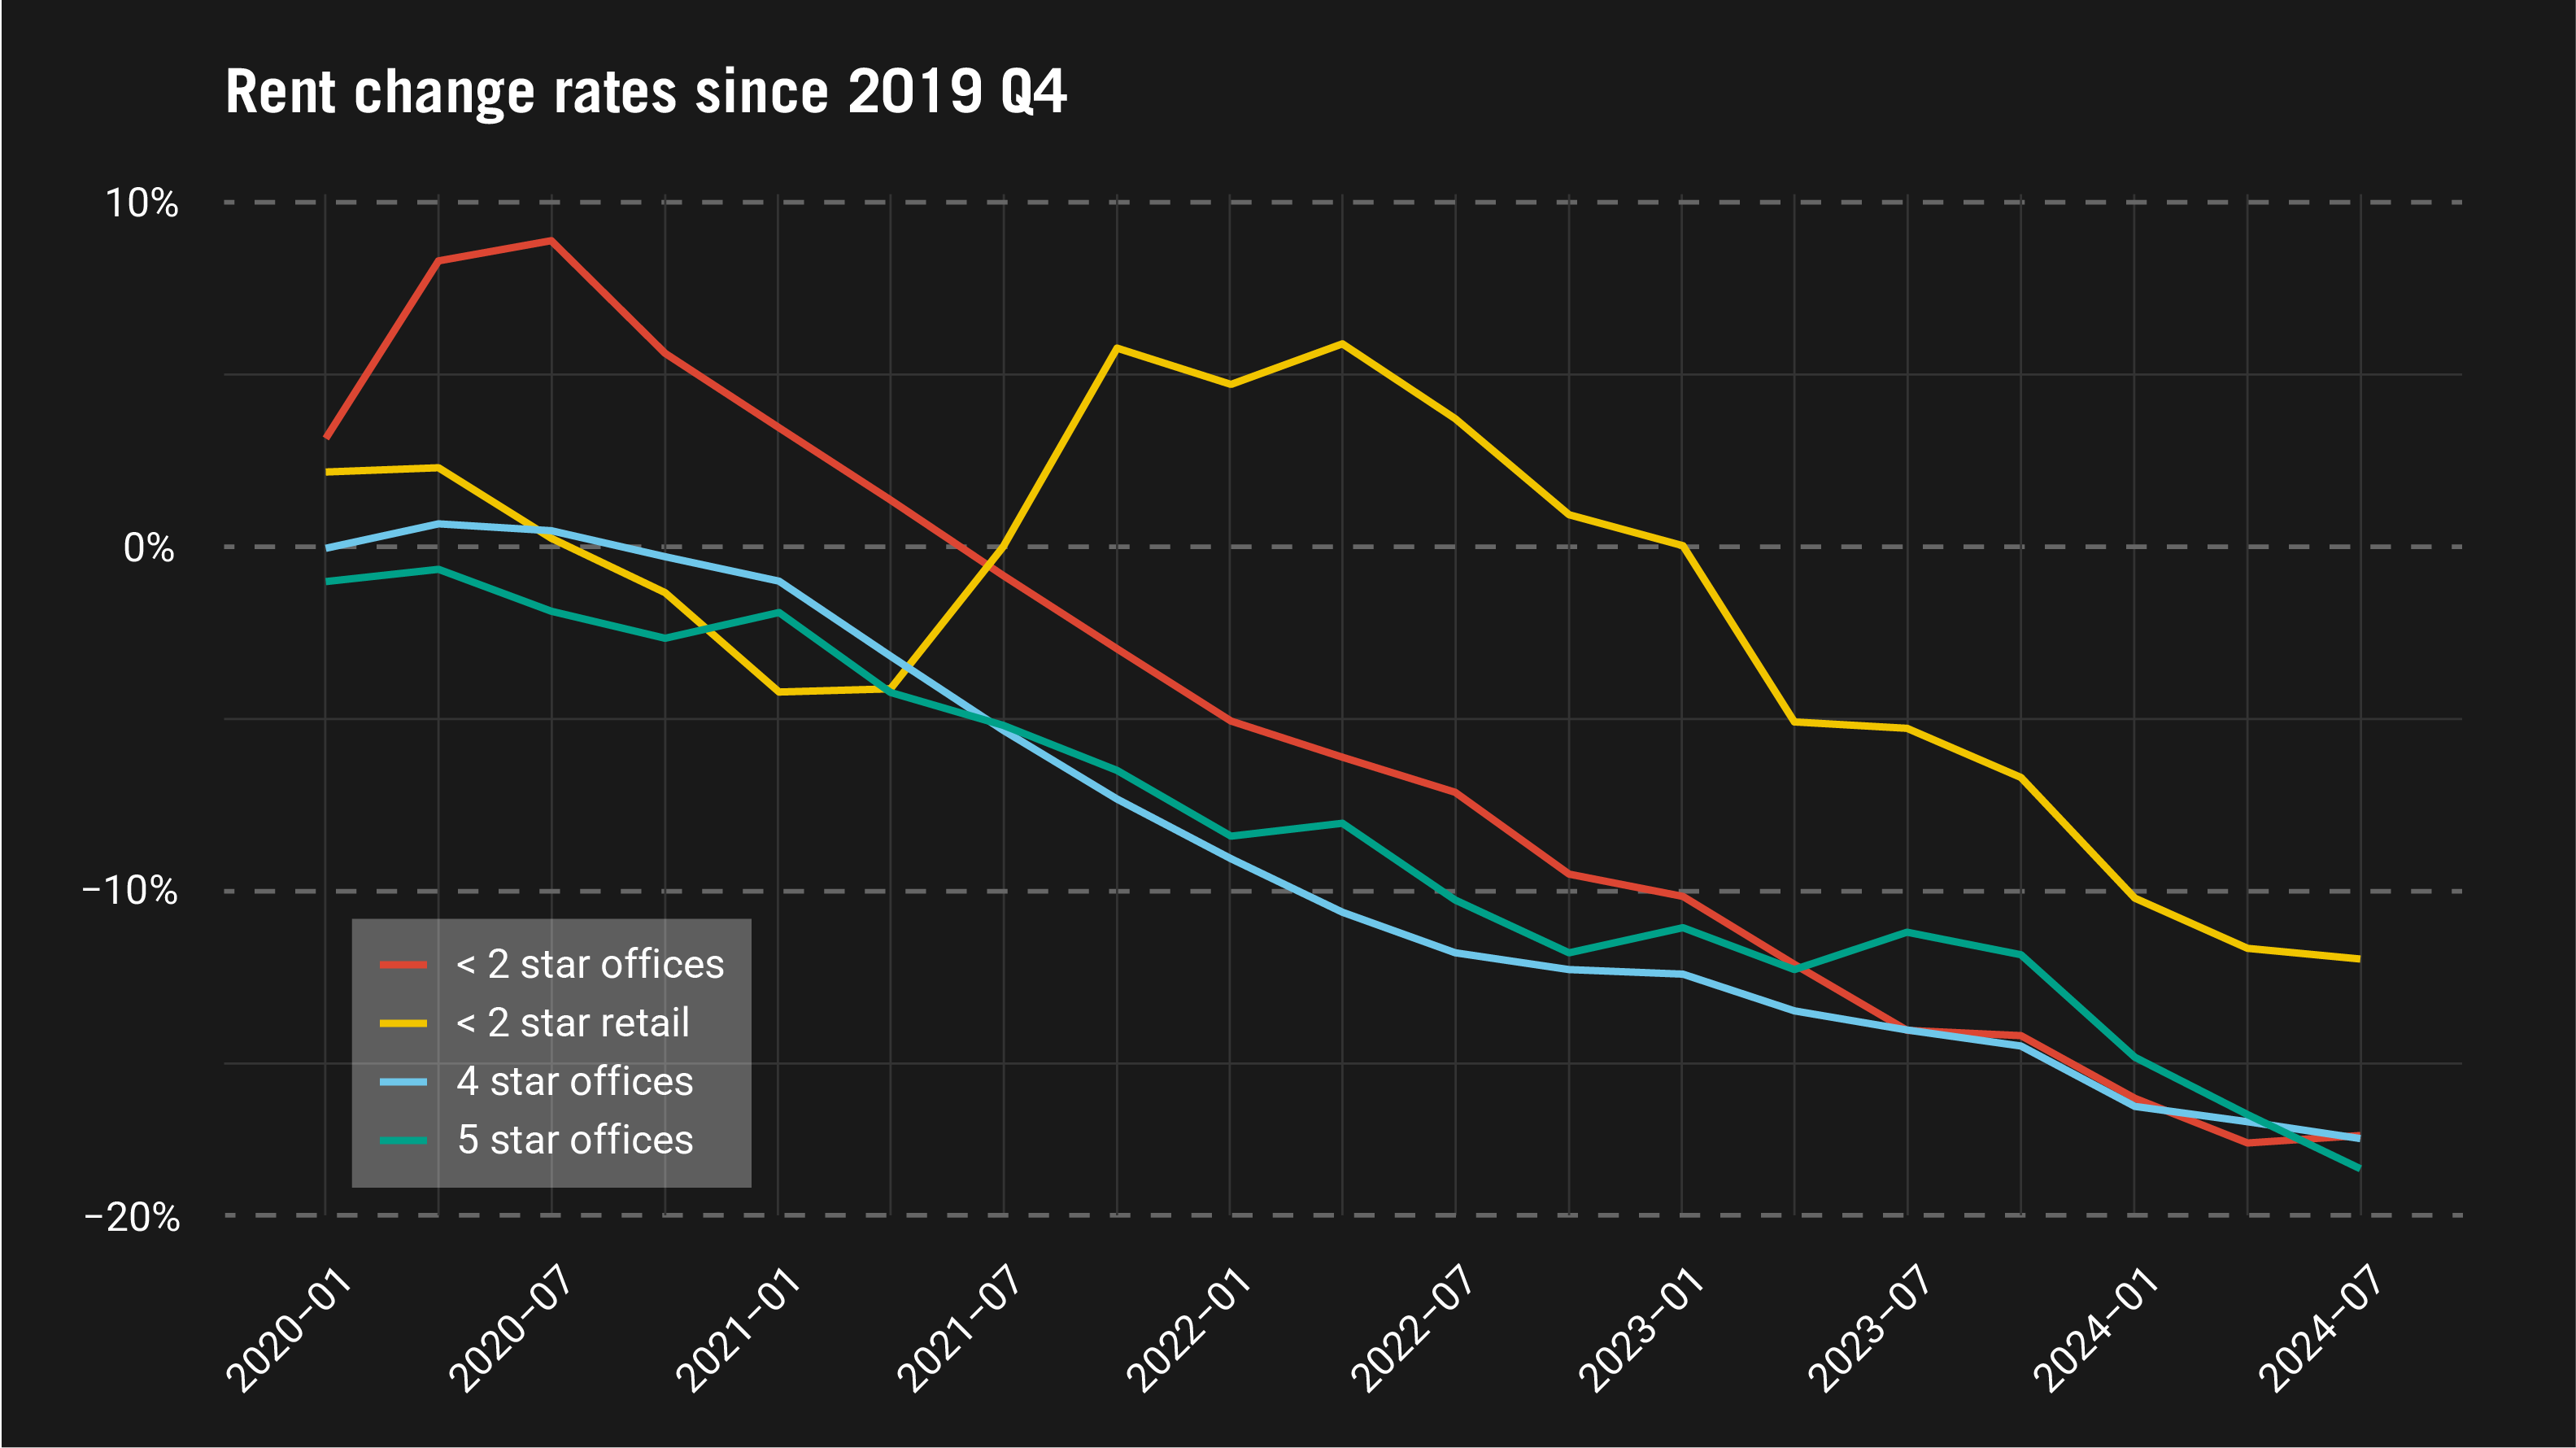 Rent change rates since 2019 Q4
10%
0%
−10%
−20%
< 2 star offices
< 2 star retail
4 star offices
5 star offices
2020−01
2020−07
2021−01
2021−07
2022−01
2022−07
2023−01
2023−07
2024−01
2024−07